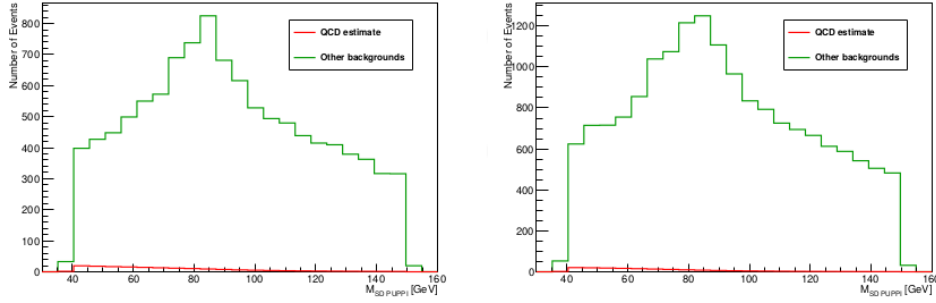 Number of Events
800
700
600
500
400
300
200
100
0
40 60 80 100 120 140 160
M_SD PUPPI [GeV]
QCD estimate
Other backgrounds
Number of Events
1200
1000
800
600
400
200
0
40 60 80 100 120 140 160
M_SD PUPPI [GeV]
QCD estimate
Other backgrounds